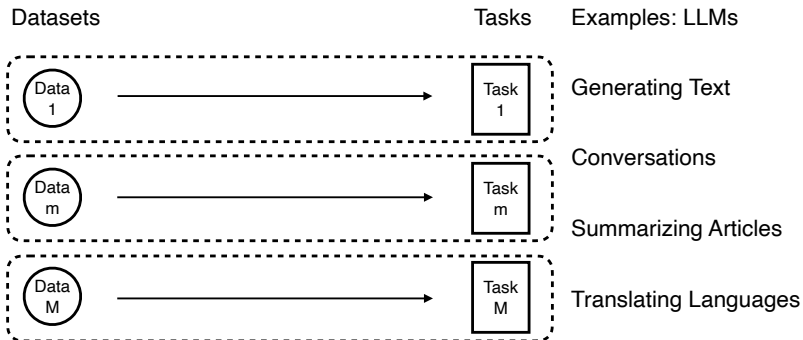 Datasets Tasks Examples: LLMs
Data
1
Task
1
Generating Text
Conversations
Data
m
Task
m
Summarizing Articles
Data
M
Task
M
Translating Languages